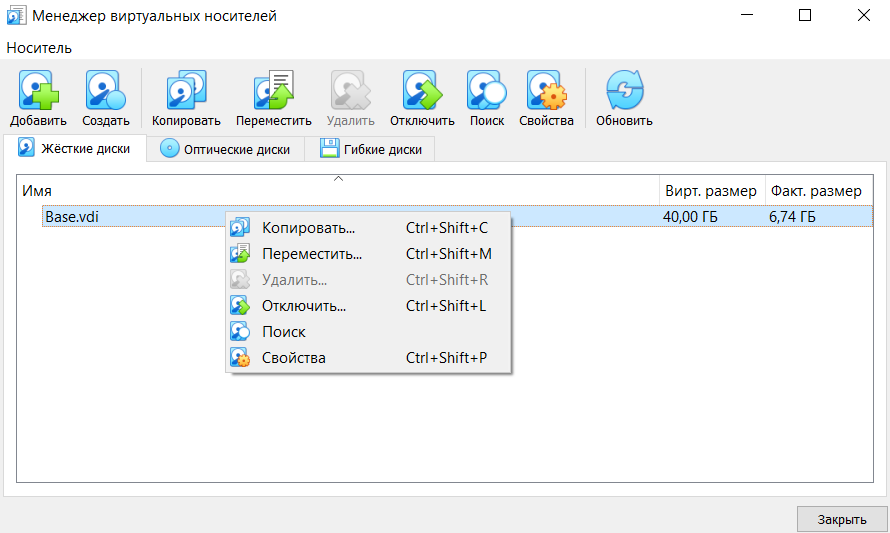 Менеджер виртуальных носителей
Носитель
Добавить Создать Копировать Переместить Удалить Отключить Поиск Свойства Обновить
Жёсткие диски Оптические диски Гибкие диски
Имя Вирт. размер Факт. размер
Base.vdi 40,00 ГБ 6,74 ГБ
Копировать... Ctrl+Shift+C
Переместить... Ctrl+Shift+M
Удалить... Ctrl+Shift+R
Отключить... Ctrl+Shift+L
Поиск
Свойства Ctrl+Shift+P
Закрыть